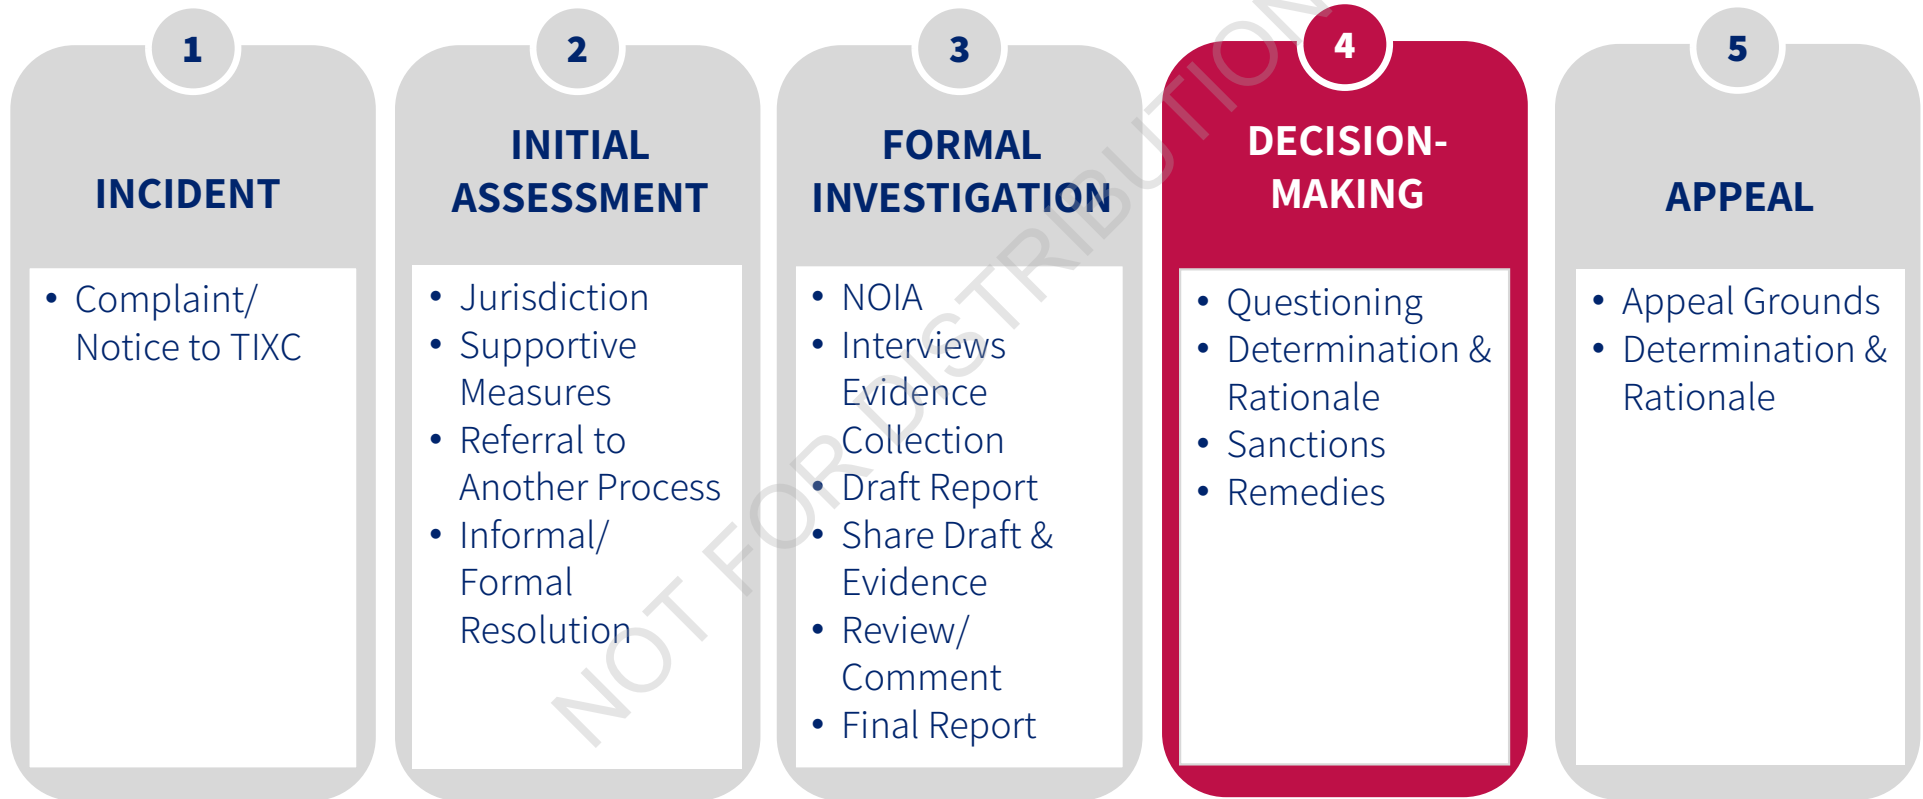 1
INCIDENT
• Complaint/
Notice to TIXC
2
INITIAL
ASSESSMENT
• Jurisdiction
• Supportive
Measures
• Referral to
Another Process
• Informal/
Formal
Resolution
3
FORMAL
INVESTIGATION
• NOIA
• Interviews
Evidence
Collection
• Draft Report
• Share Draft &
Evidence
• Review/
Comment
• Final Report
4
DECISION-
MAKING
• Questioning
• Determination &
Rationale
• Sanctions
• Remedies
5
APPEAL
• Appeal Grounds
• Determination &
Rationale
NOT FOR DISTRIBUTION